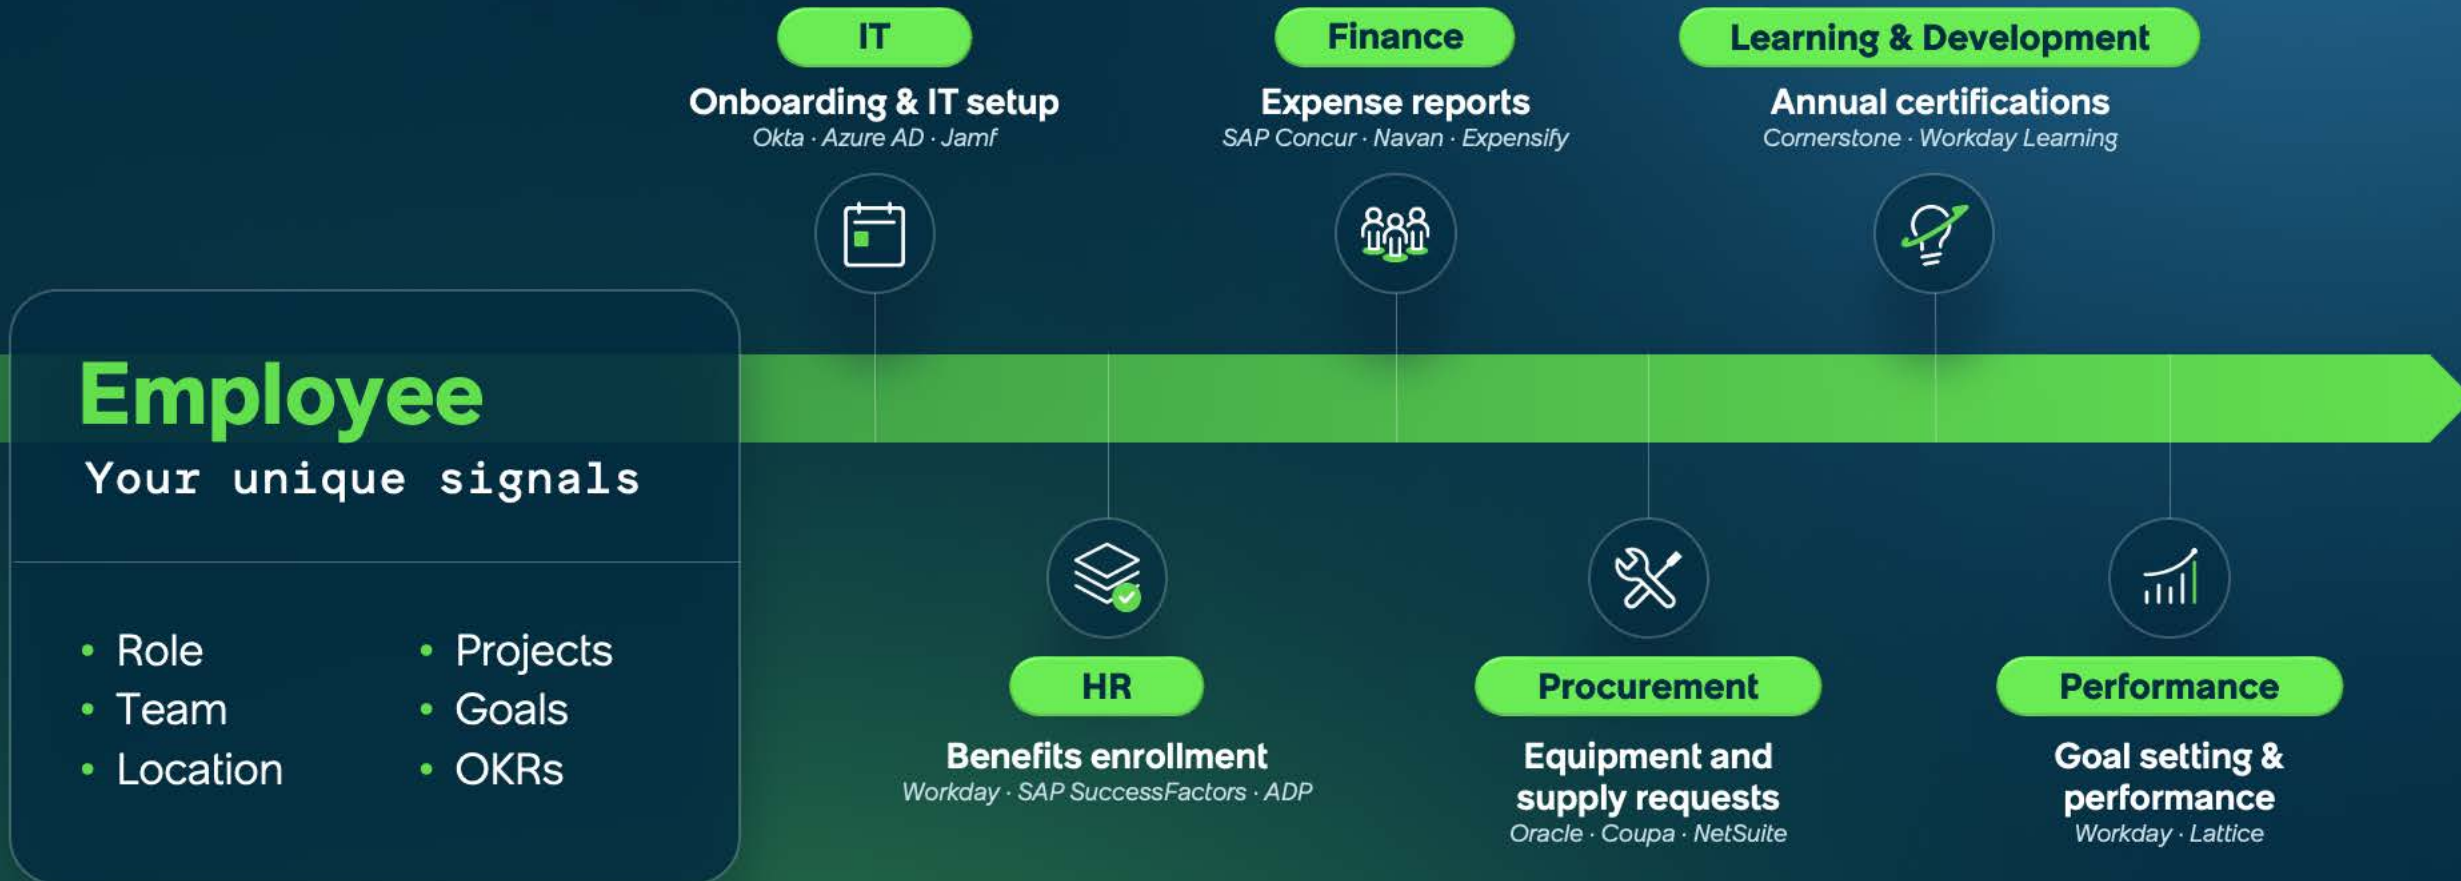 IT
Onboarding & IT setup
Okta · Azure AD · Jamf
Finance
Expense reports
SAP Concur · Navan · Expensify
Learning & Development
Annual certifications
Cornerstone · Workday Learning
Employee
Your unique signals
• Role
• Team
• Location
• Projects
• Goals
• OKRs
HR
Benefits enrollment
Workday · SAP SuccessFactors · ADP
Procurement
Equipment and
supply requests
Oracle · Coupa · NetSuite
Performance
Goal setting &
performance
Workday · Lattice